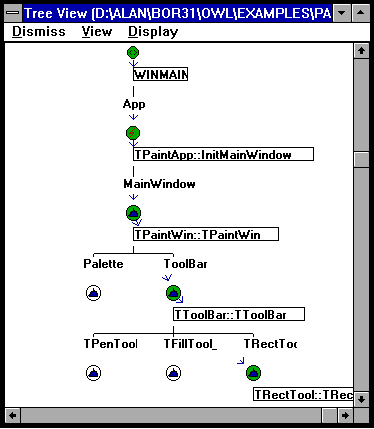 Tree View (D:\ALAN\BOR31\OWL\EXAMPLES\PA
Dismiss View Display
WINMAIN
App
TPaintApp::InitMainWindow
MainWindow
TPaintWin::TPaintWin
Palette ToolBar
TToolBar::TToolBar
TPenTool TFillTool_ TRectToc
TRectTool::TRec